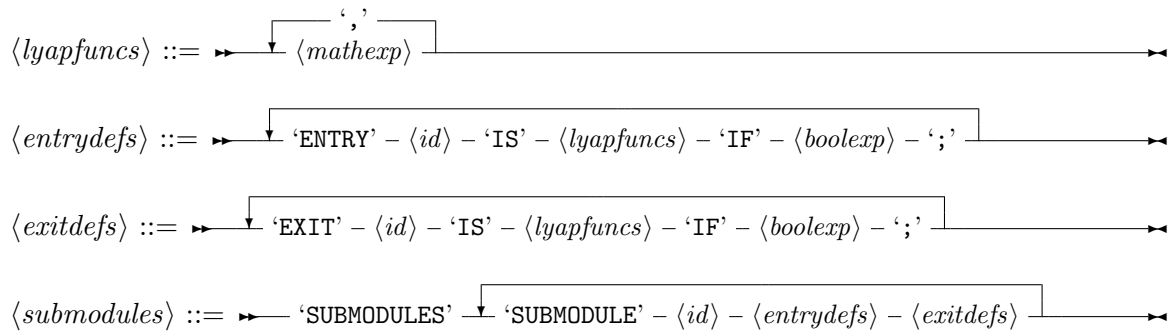 ‘,’
⟨lyapfuncs⟩ ::= ⟨mathexp⟩
⟨entrydefs⟩ ::= ‘ENTRY’ – ⟨id⟩ – ‘IS’ – ⟨lyapfuncs⟩ – ‘IF’ – ⟨boolexp⟩ – ‘;’
⟨exitdefs⟩ ::= ‘EXIT’ – ⟨id⟩ – ‘IS’ – ⟨lyapfuncs⟩ – ‘IF’ – ⟨boolexp⟩ – ‘;’
⟨submodules⟩ ::= ‘SUBMODULES’ ‘SUBMODULE’ – ⟨id⟩ – ⟨entrydefs⟩ – ⟨exitdefs⟩